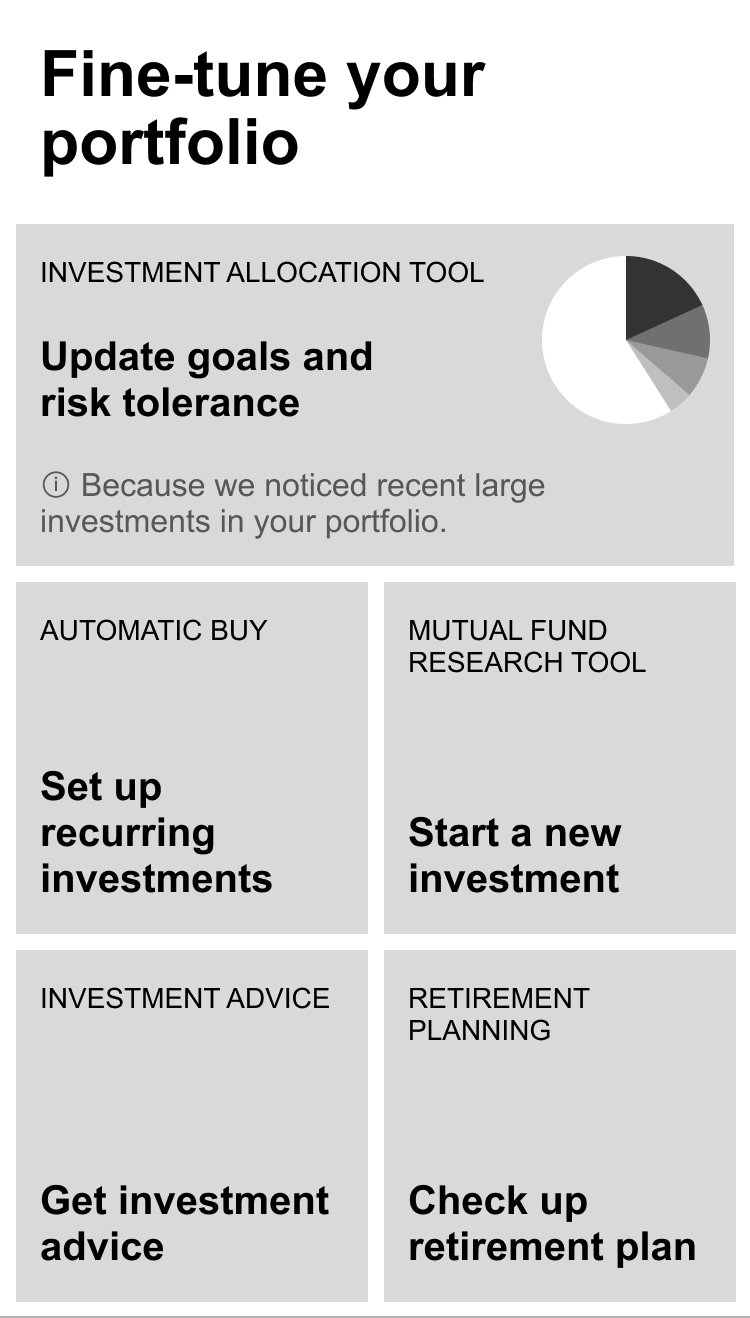 Fine-tune your
portfolio
INVESTMENT ALLOCATION TOOL
Update goals and
risk tolerance
ⓘ Because we noticed recent large
investments in your portfolio.
AUTOMATIC BUY
Set up
recurring
investments
MUTUAL FUND
RESEARCH TOOL
Start a new
investment
INVESTMENT ADVICE
Get investment
advice
RETIREMENT
PLANNING
Check up
retirement plan